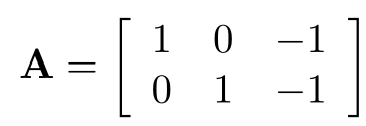 A = [ 1 0 −1
0 1 −1 ]